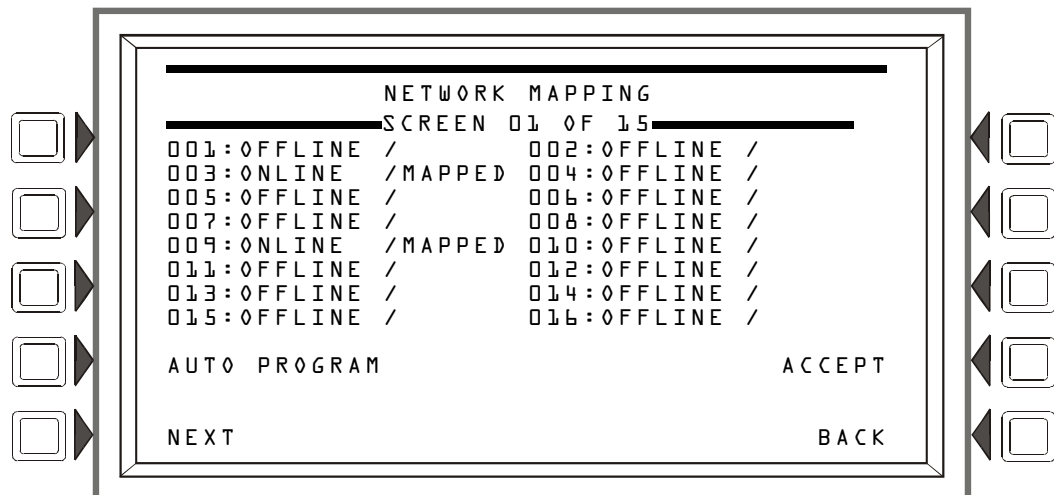 NETWORK MAPPING
SCREEN 01 OF 15
001:OFFLINE / 002:OFFLINE /
003:ONLINE /MAPPED 004:OFFLINE /
005:OFFLINE / 006:OFFLINE /
007:OFFLINE / 008:OFFLINE /
009:ONLINE /MAPPED 010:OFFLINE /
011:OFFLINE / 012:OFFLINE /
013:OFFLINE / 014:OFFLINE /
015:OFFLINE / 016:OFFLINE /
AUTO PROGRAM ACCEPT
NEXT BACK